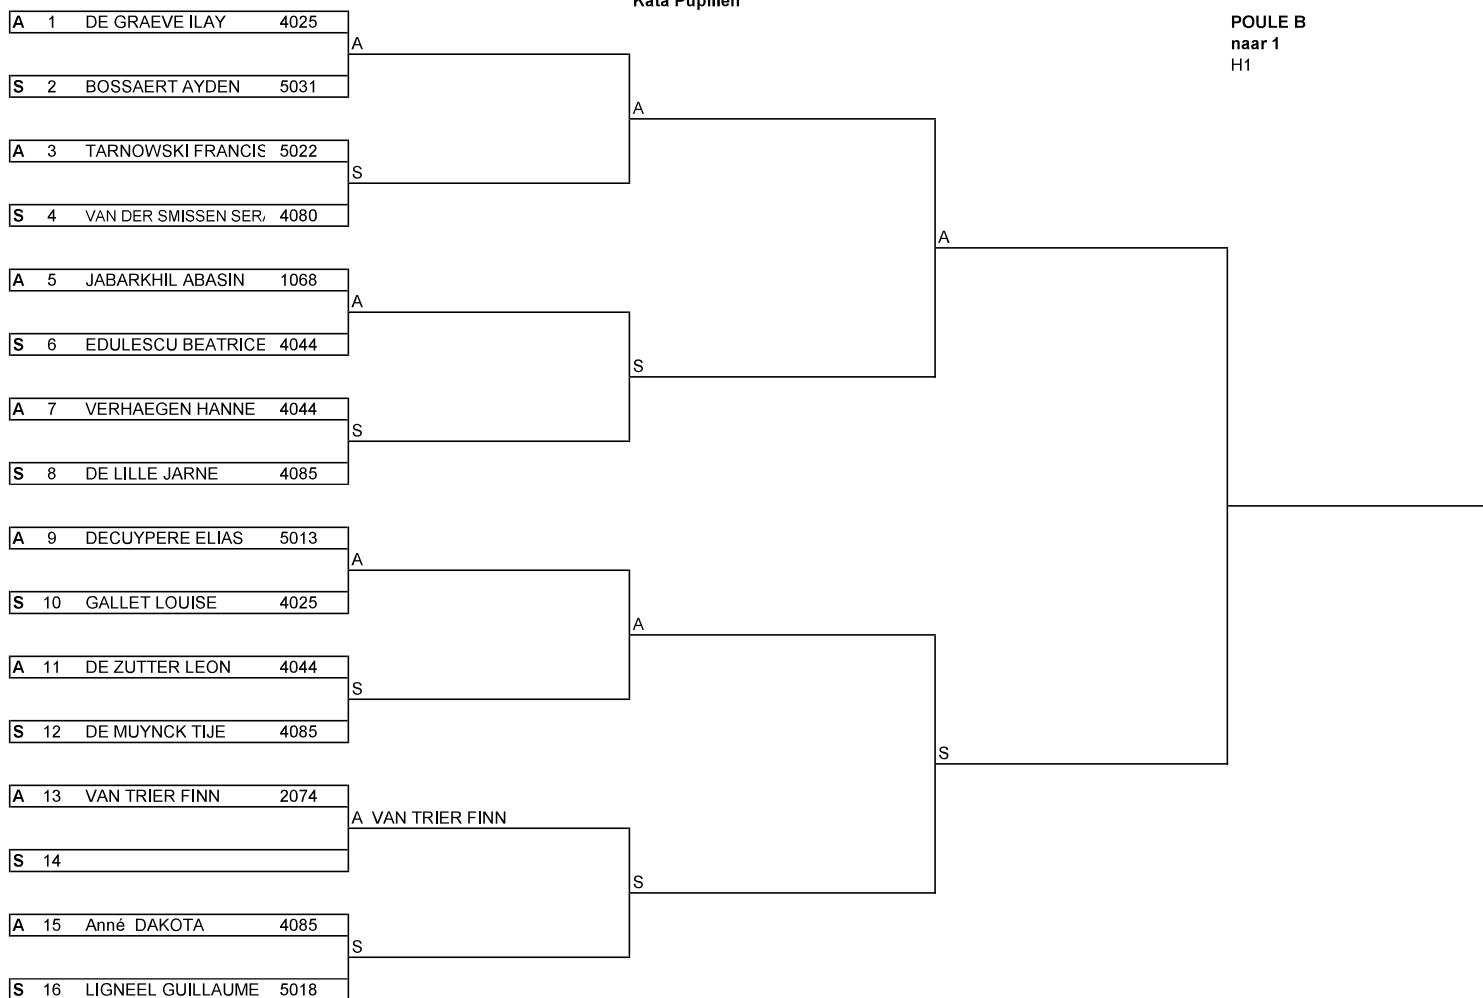 Kata Pupillen
POULE B
naar 1
H1
A 1 DE GRAEVE ILAY 4025
A
S 2 BOSSAERT AYDEN 5031
A
A 3 TARNOWSKI FRANCIS 5022
S
S 4 VAN DER SMISSEN SER 4080
A
A 5 JABARKHIL ABASIN 1068
A
S 6 EDULESCU BEATRICE 4044
S
A 7 VERHAEGEN HANNE 4044
S
S 8 DE LILLE JARNE 4085
A 9 DECUYPERE ELIAS 5013
A
S 10 GALLET LOUISE 4025
A
A 11 DE ZUTTER LEON 4044
S
S 12 DE MUYNCK TIJE 4085
S
A 13 VAN TRIER FINN 2074
A VAN TRIER FINN
S 14
S
A 15 Anné DAKOTA 4085
S
S 16 LIGNEEL GUILLAUME 5018